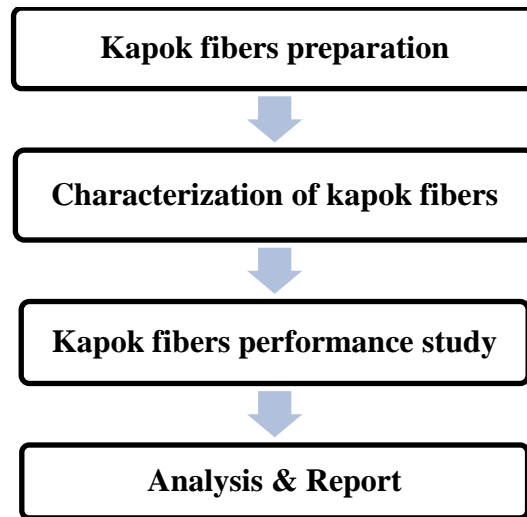 Kapok fibers preparation
Characterization of kapok fibers
Kapok fibers performance study
Analysis & Report